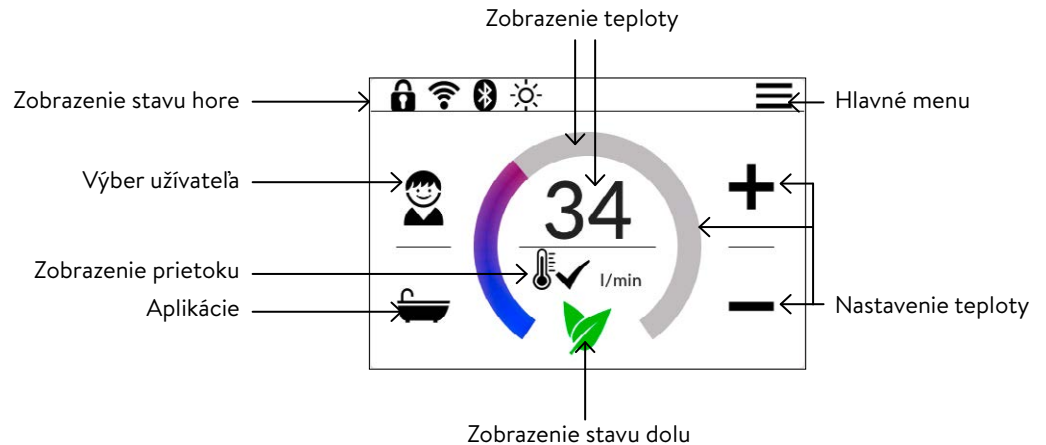 Zobrazenie teploty
Zobrazenie stavu hore
Hlavné menu
Výber užívateľa
34
Zobrazenie prietoku
l/min
Aplikácie
Nastavenie teploty
Zobrazenie stavu dolu